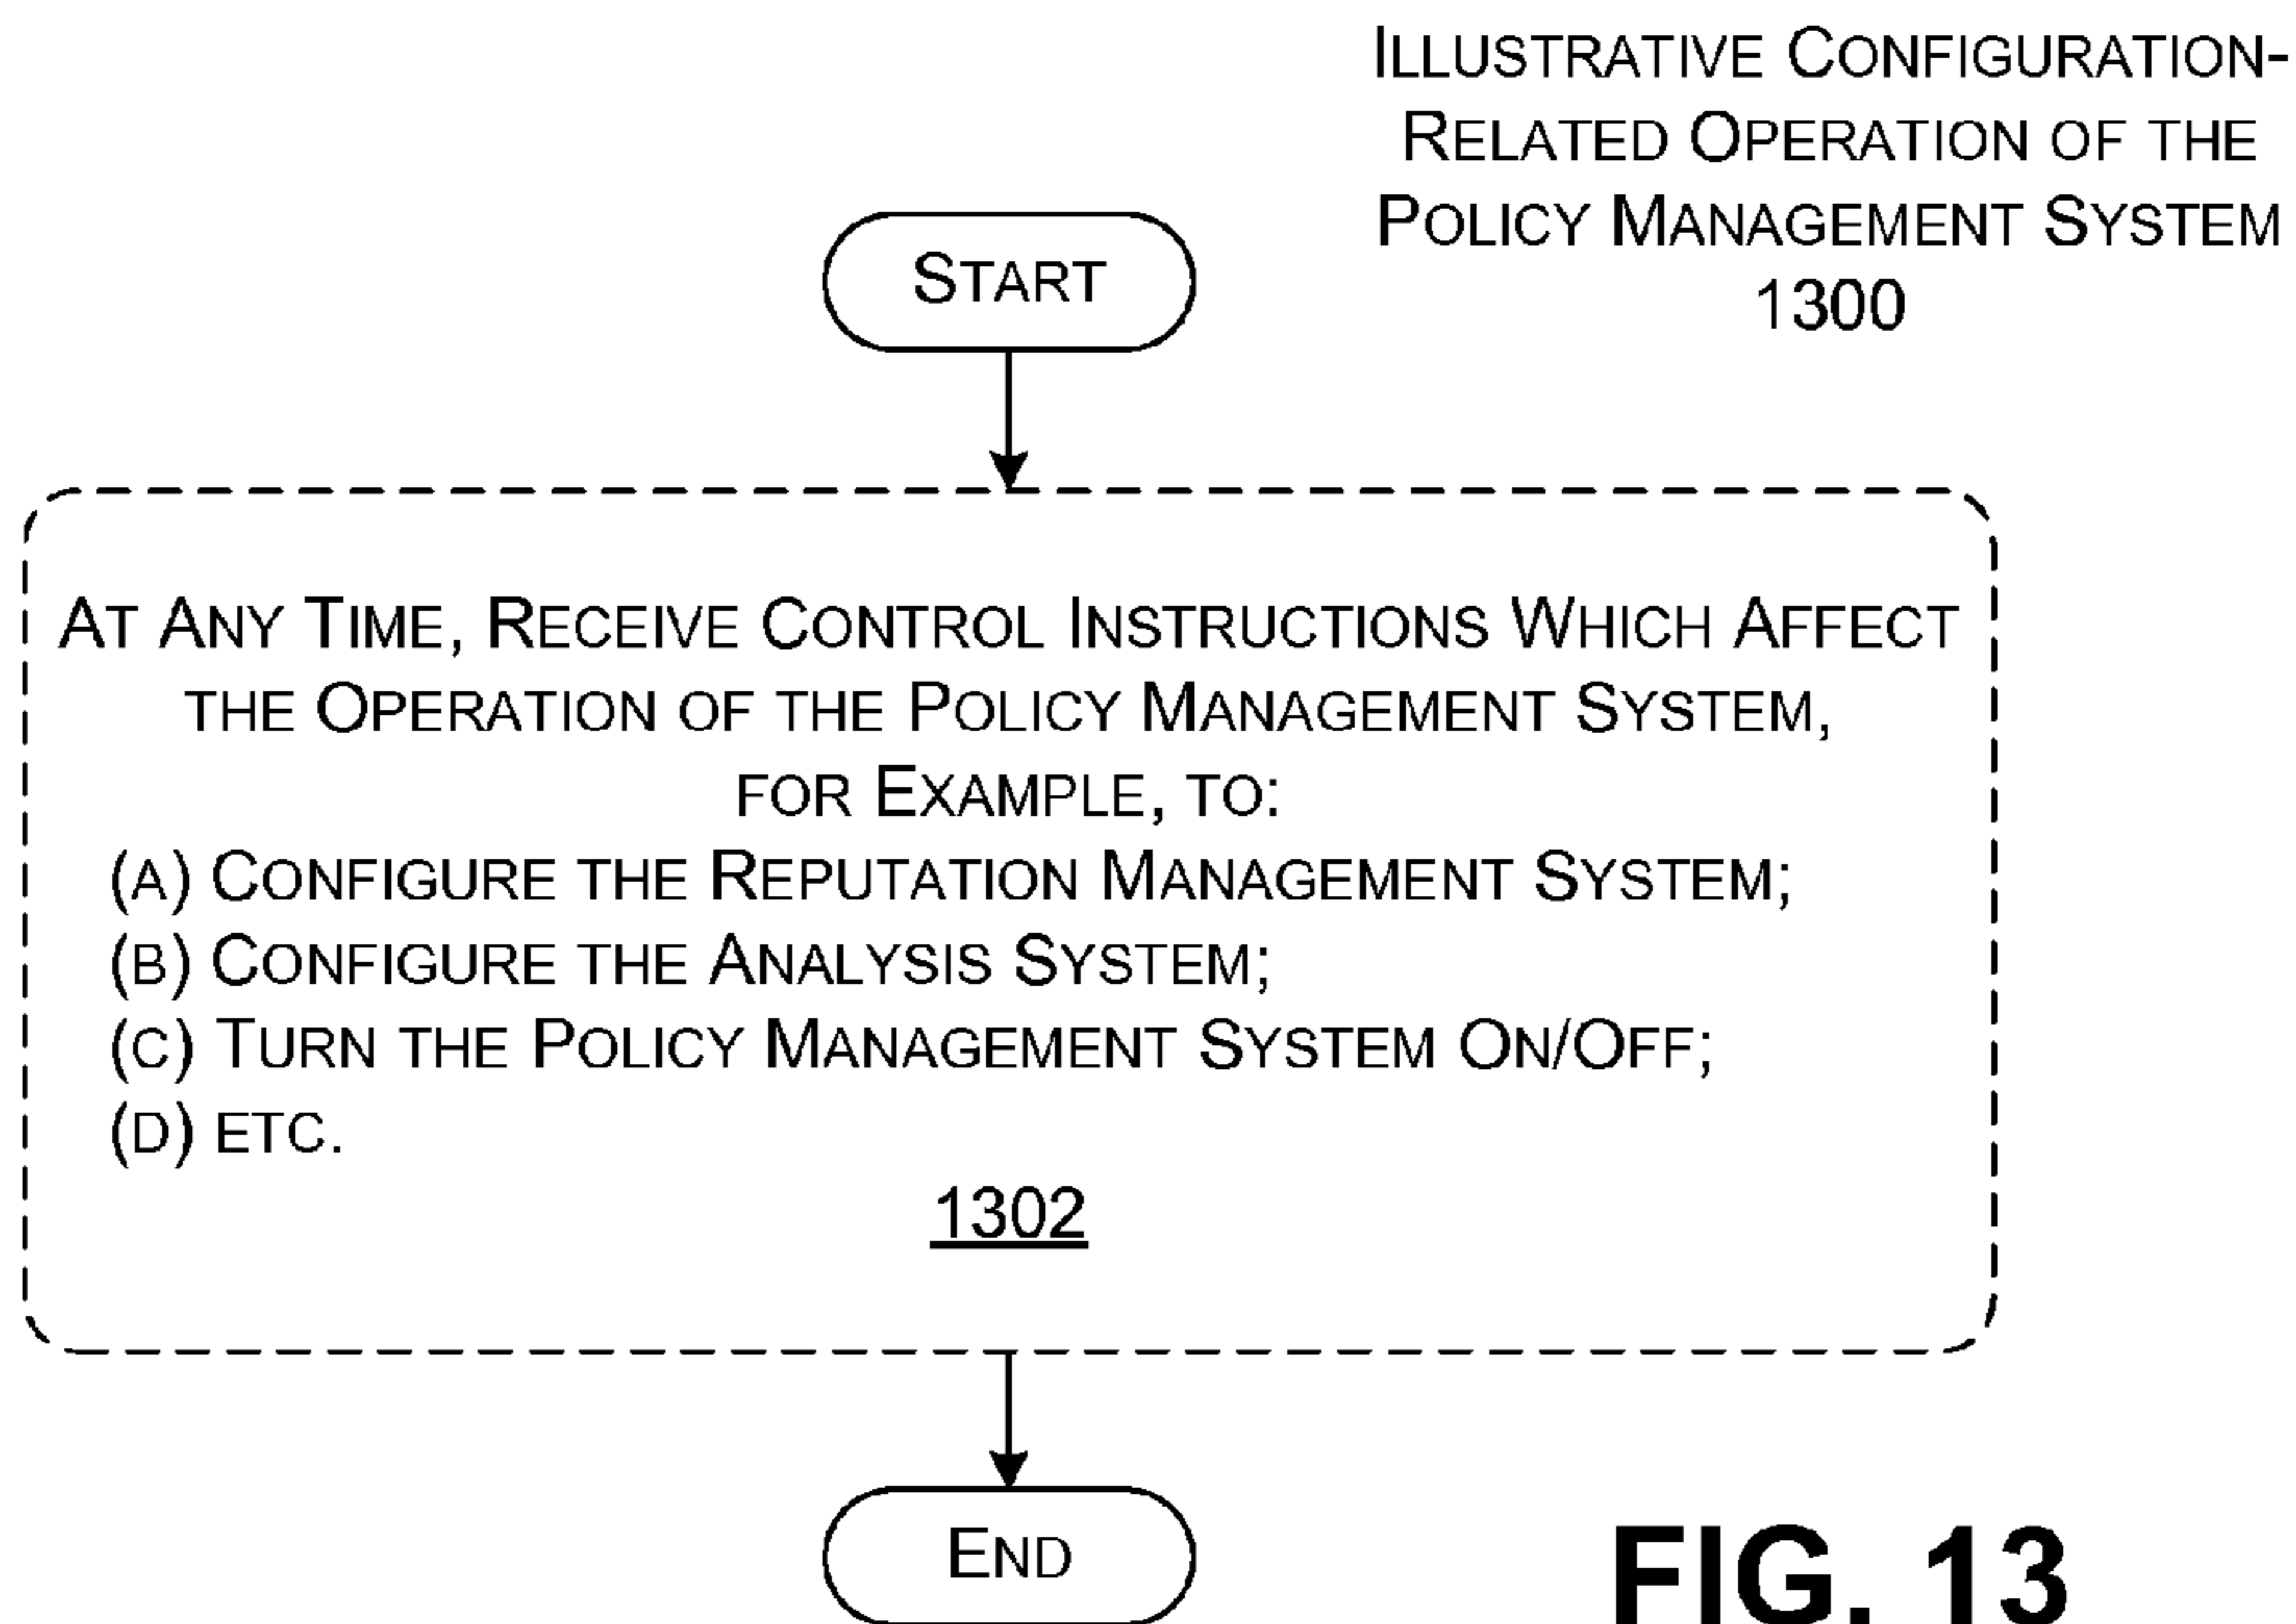 ILLUSTRATIVE CONFIGURATION-
RELATED OPERATION OF THE
POLICY MANAGEMENT SYSTEM
1300
START
AT ANY TIME, RECEIVE CONTROL INSTRUCTIONS WHICH AFFECT
THE OPERATION OF THE POLICY MANAGEMENT SYSTEM,
FOR EXAMPLE, TO:
(A) CONFIGURE THE REPUTATION MANAGEMENT SYSTEM;
(B) CONFIGURE THE ANALYSIS SYSTEM;
(C) TURN THE POLICY MANAGEMENT SYSTEM ON/OFF;
(D) ETC.
1302
END
FIG. 13